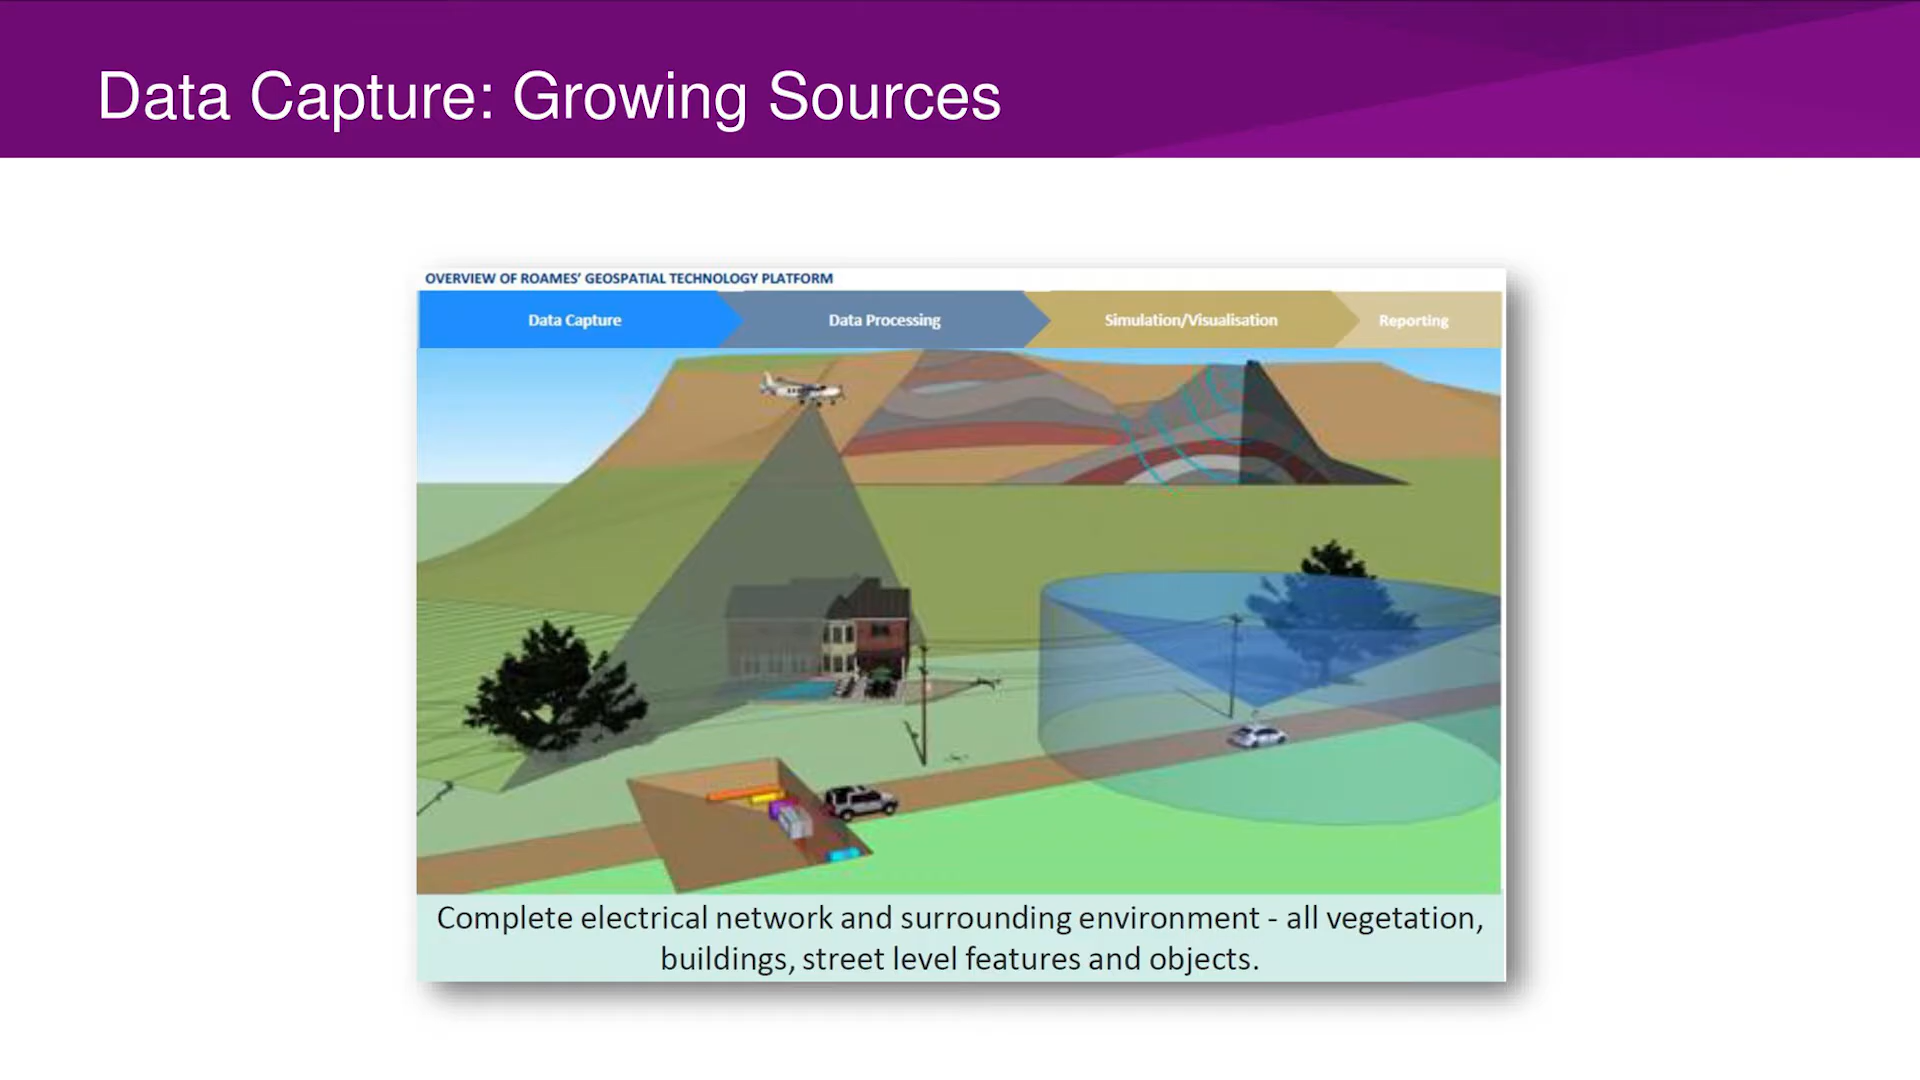 Data Capture: Growing Sources
OVERVIEW OF ROAMES' GEOSPATIAL TECHNOLOGY PLATFORM
Data Capture
Data Processing
Simulation/Visualisation
Reporting
Complete electrical network and surrounding environment - all vegetation,
buildings, street level features and objects.